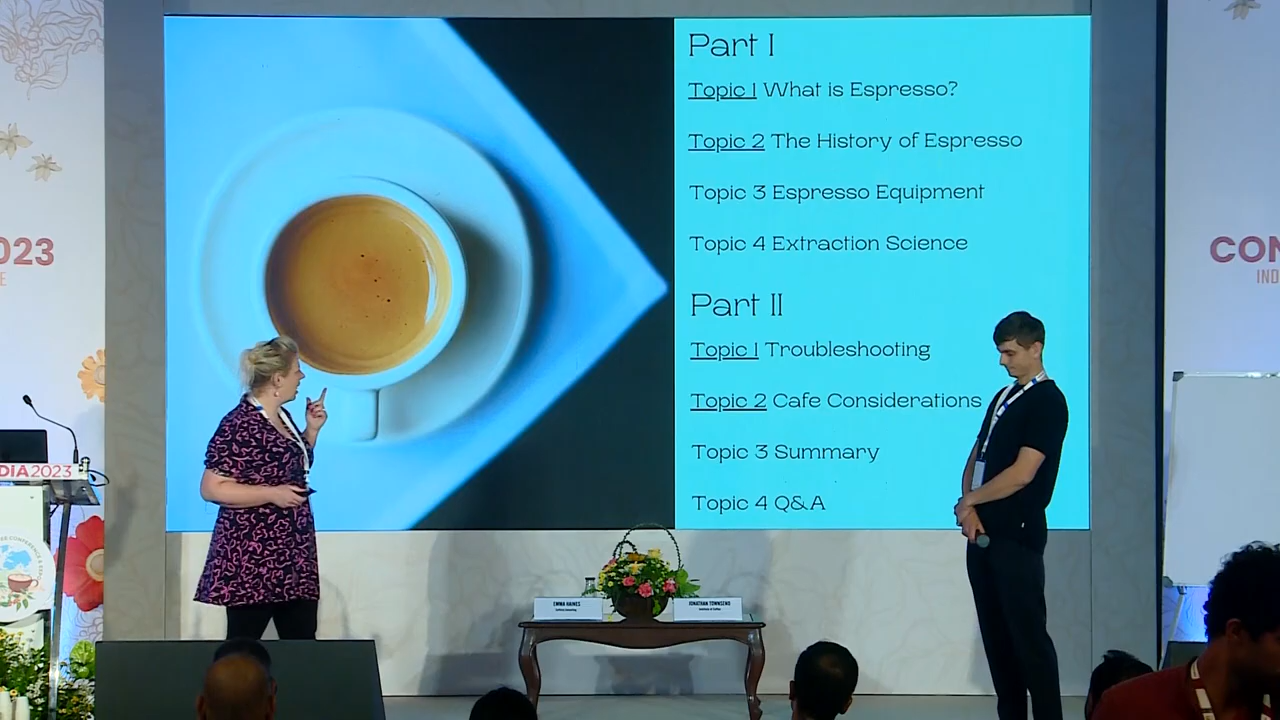 Part I
Topic 1 What is Espresso?
Topic 2 The History of Espresso
Topic 3 Espresso Equipment
Topic 4 Extraction Science
Part II
Topic 1 Troubleshooting
Topic 2 Cafe Considerations
Topic 3 Summary
Topic 4 Q&A
2023
CON
IND
DIA2023
EMMA HAINES
JONATHAN TOWNSEND